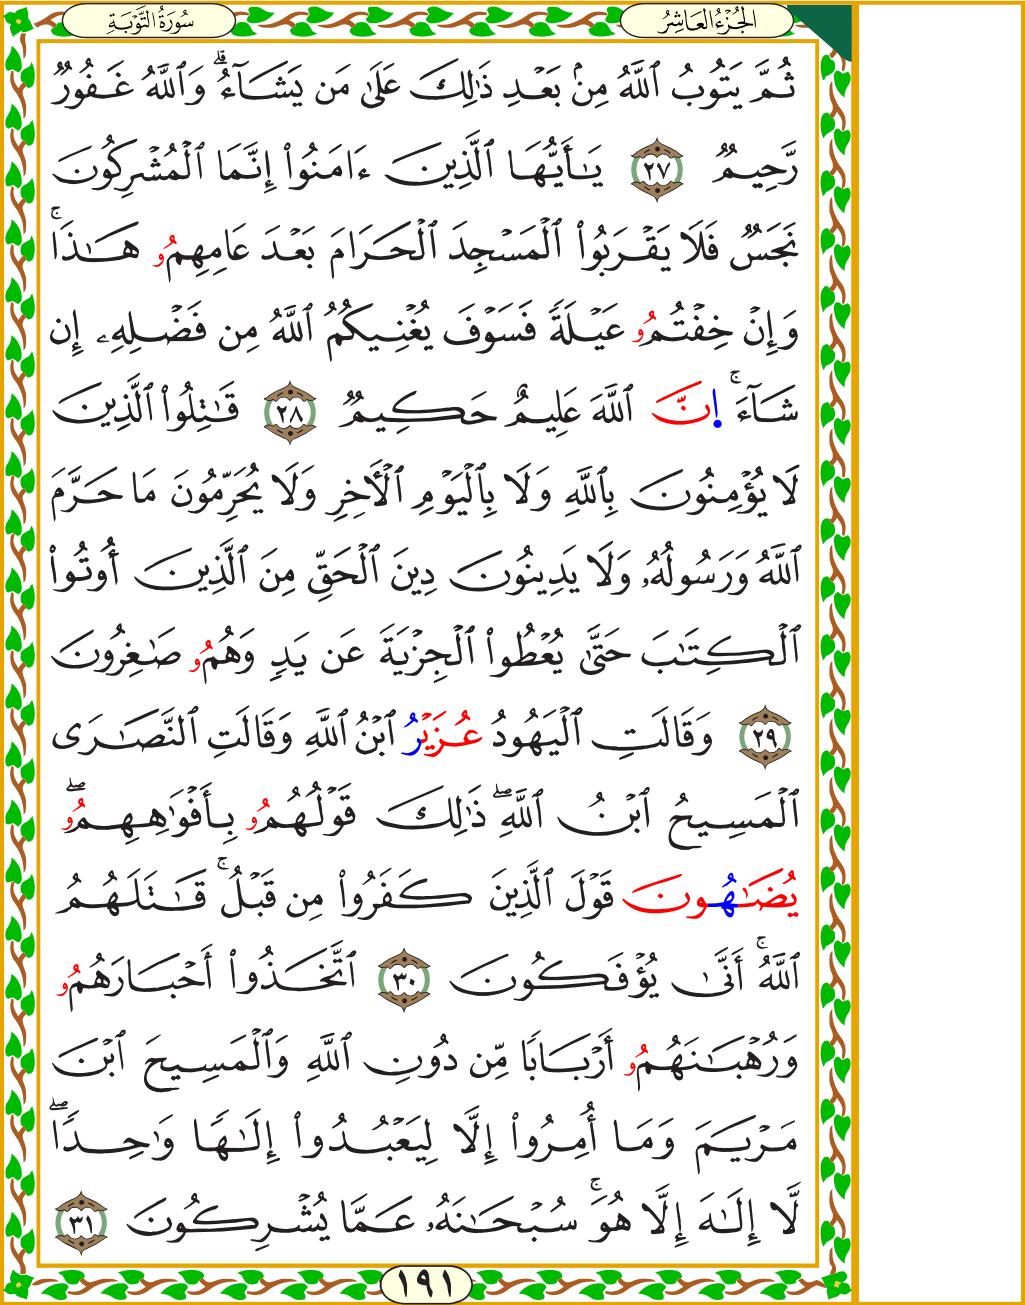 الجُزْءُ العَاشِرُ
سُورَةُ التَّوْبَةِ
ثُمَّ يَتُوبُ ٱللَّهُ مِنۢ بَعۡدِ ذَٰلِكَ عَلَىٰ مَن يَشَآءُۗ وَٱللَّهُ غَفُورٞ
رَّحِيمٞ ٢٧ يَـٰٓأَيُّهَا ٱلَّذِينَ ءَامَنُوٓاْ إِنَّمَا ٱلۡمُشۡرِكُونَ
نَجَسٞ فَلَا يَقۡرَبُواْ ٱلۡمَسۡجِدَ ٱلۡحَرَامَ بَعۡدَ عَامِهِمُۥ هَٰذَاۚ
وَإِنۡ خِفۡتُمُۥ عَيۡلَةٗ فَسَوۡفَ يُغۡنِيكُمُ ٱللَّهُ مِن فَضۡلِهِۦ إِن
شَآءَۚ اِ۪نَّ ٱللَّهَ عَلِيمٌ حَكِيمٞ ٢٨ قَٰتِلُواْ ٱلَّذِينَ
لَا يُؤۡمِنُونَ بِٱللَّهِ وَلَا بِٱلۡيَوۡمِ ٱلۡأٓخِرِ وَلَا يُحَرِّمُونَ مَا حَرَّمَ
ٱللَّهُ وَرَسُولُهُۥ وَلَا يَدِينُونَ دِينَ ٱلۡحَقِّ مِنَ ٱلَّذِينَ أُوتُواْ
ٱلۡكِتَٰبَ حَتَّىٰ يُعۡطُواْ ٱلۡجِزۡيَةَ عَن يَدٖ وَهُمُۥ صَٰغِرُونَ
٢٩ وَقَالَتِ ٱلۡيَهُودُ عُزَيۡرُ ٱبۡنُ ٱللَّهِ وَقَالَتِ ٱلنَّصَٰرَى
ٱلۡمَسِيحُ ٱبۡنُ ٱللَّهِۖ ذَٰلِكَ قَوۡلُهُمُۥ بِأَفۡوَٰهِهِمُۥۖ
يُضَٰهُونَ قَوۡلَ ٱلَّذِينَ كَفَرُواْ مِن قَبۡلُۚ قَٰتَلَهُمُ
ٱللَّهُۚ أَنَّىٰ يُؤۡفَكُونَ ٣٠ ٱتَّخَذُوٓاْ أَحۡبَارَهُمُۥ
وَرُهۡبَٰنَهُمُۥ أَرۡبَابٗا مِّن دُونِ ٱللَّهِ وَٱلۡمَسِيحَ ٱبۡنَ
مَرۡيَمَ وَمَآ أُمِرُوٓاْ إِلَّا لِيَعۡبُدُوٓاْ إِلَٰهٗا وَٰحِدٗاۖ
لَّآ إِلَٰهَ إِلَّا هُوَۚ سُبۡحَٰنَهُۥ عَمَّا يُشۡرِكُونَ ٣١
١٩١